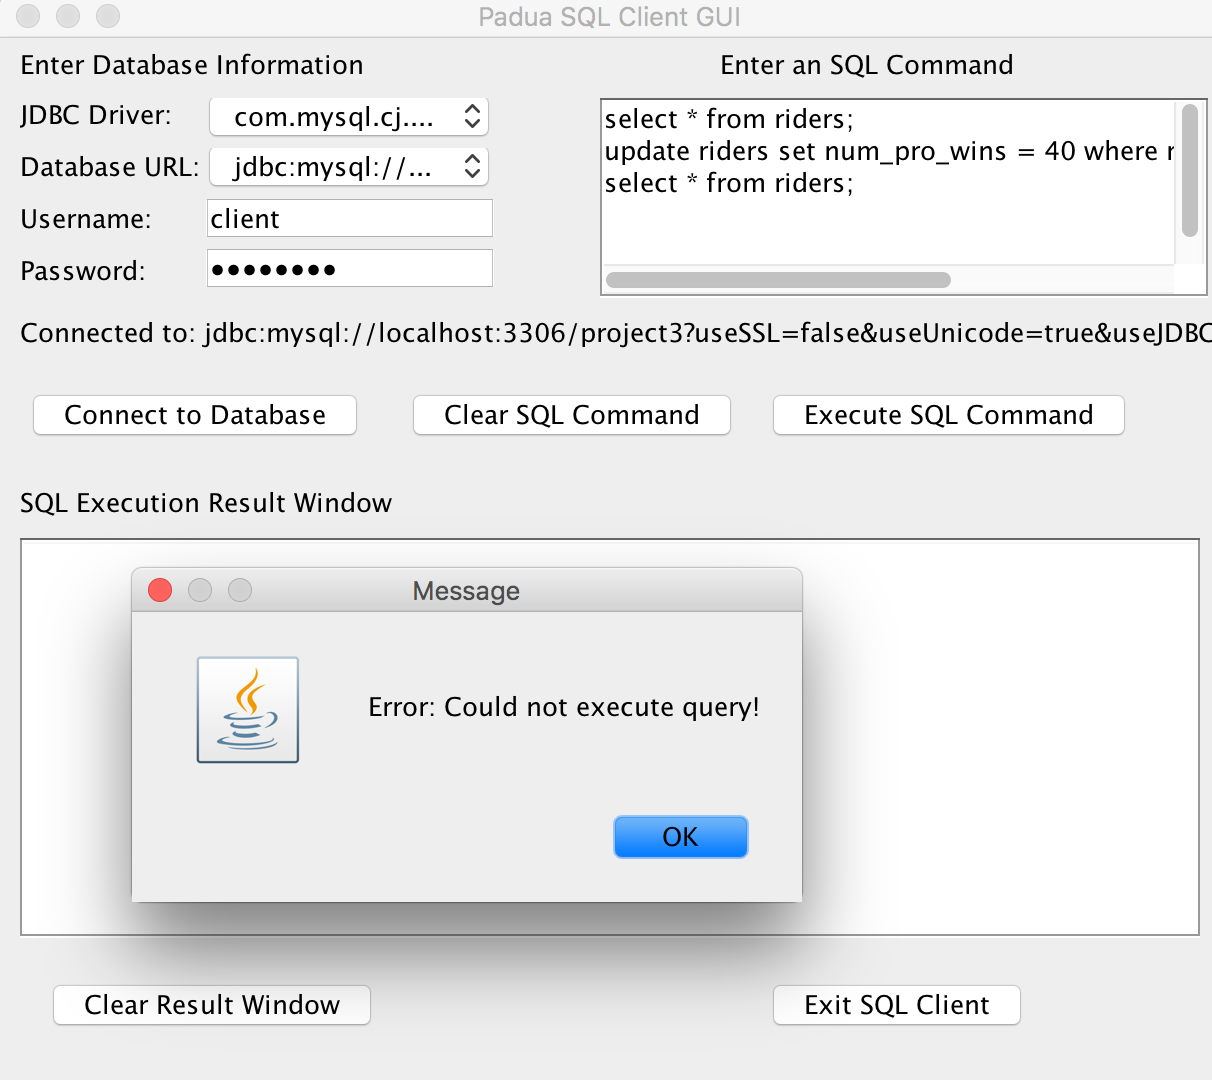 Padua SQL Client GUI
Enter Database Information
Enter an SQL Command
JDBC Driver:
com.mysql.cj....
Database URL:
jdbc:mysql://...
Username:
client
Password:
••••••••
select * from riders;
update riders set num_pro_wins = 40 where
select * from riders;
Connected to: jdbc:mysql://localhost:3306/project3?useSSL=false&useUnicode=true&useJDBC
Connect to Database
Clear SQL Command
Execute SQL Command
SQL Execution Result Window
Message
Error: Could not execute query!
OK
Clear Result Window
Exit SQL Client